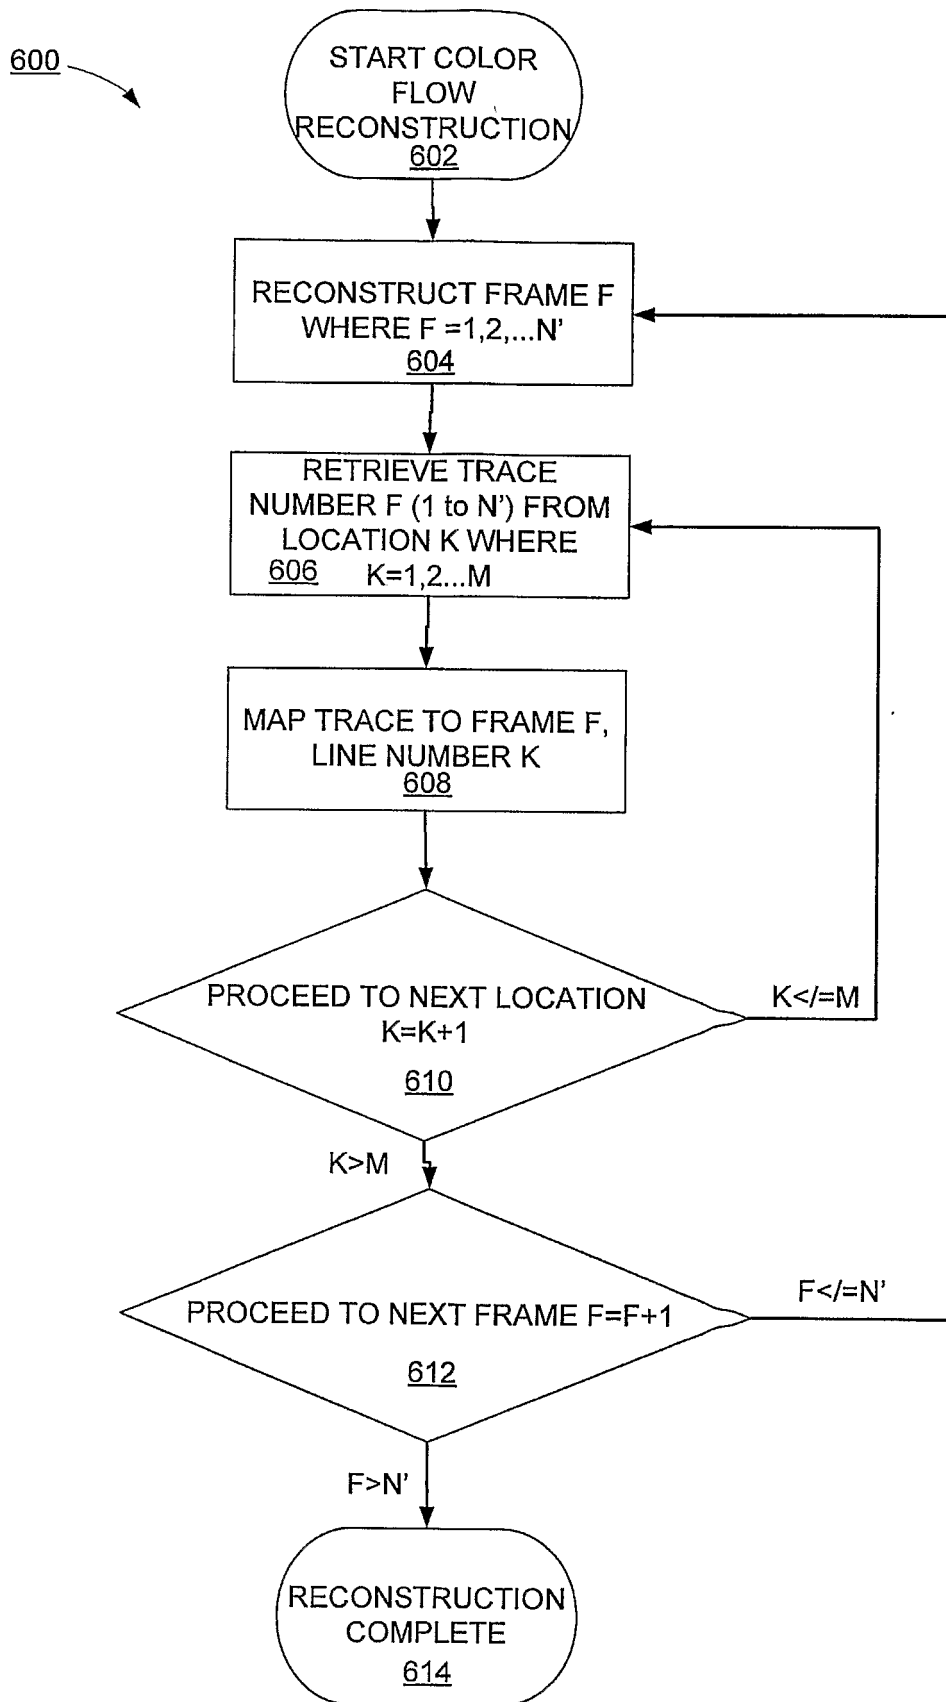 600
START COLOR
FLOW
RECONSTRUCTION
602
RECONSTRUCT FRAME F
WHERE F =1,2,...N'
604
RETRIEVE TRACE
NUMBER F (1 to N') FROM
LOCATION K WHERE
606 K=1,2...M
MAP TRACE TO FRAME F,
LINE NUMBER K
608
PROCEED TO NEXT LOCATION
K=K+1
610
K</=M
K>M
PROCEED TO NEXT FRAME F=F+1
612
F</=N'
F>N'
RECONSTRUCTION
COMPLETE
614